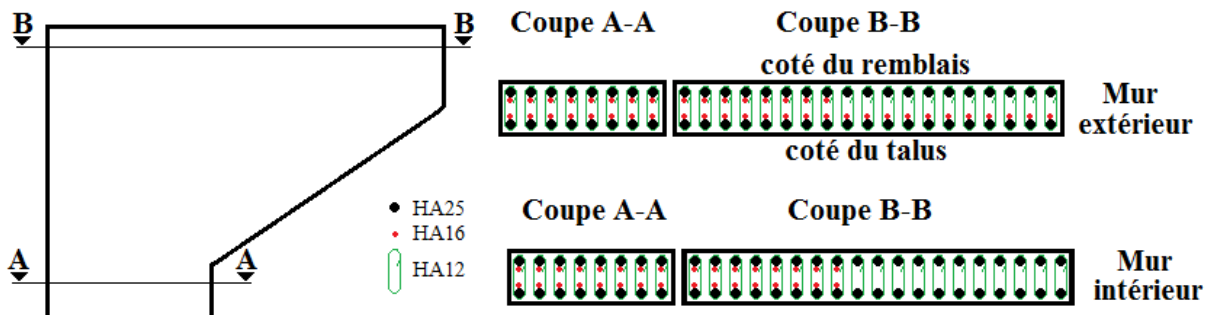 B B
A A
HA25
HA16
HA12
Coupe A-A Coupe B-B
coté du remblais
coté du talus
Mur
extérieur
Coupe A-A Coupe B-B
Mur
intérieur